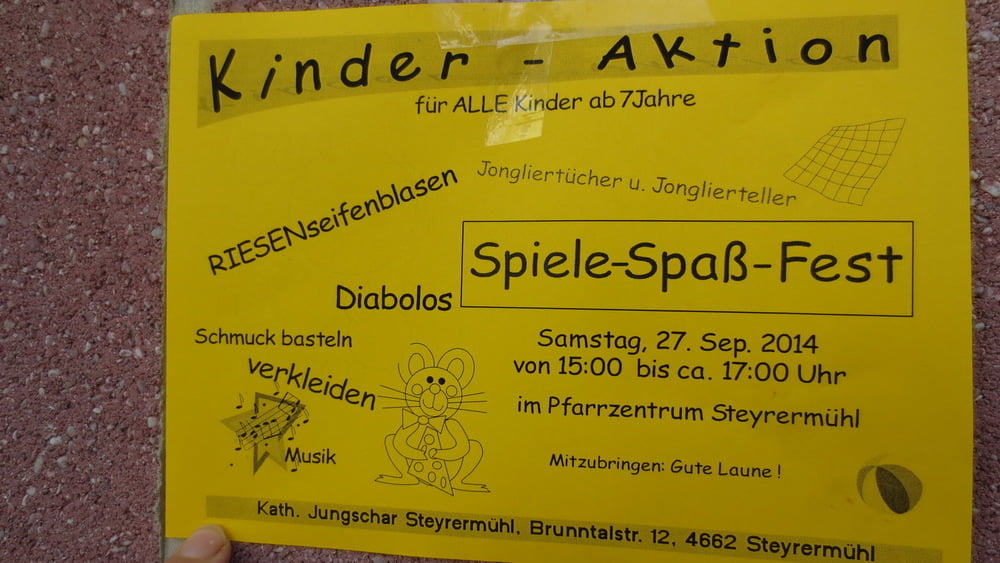 Kinder - Aktion
für ALLE Kinder ab 7Jahre
RIESENseifenblasen
Jongliertücher u. Jonglierteller
Spiele-Spaß-Fest
Diabolos
Schmuck basteln
verkleiden
Musik
Samstag, 27. Sep. 2014
von 15:00 bis ca. 17:00 Uhr
im Pfarrzentrum Steyrermühl
Mitzubringen: Gute Laune !
Kath. Jungschar Steyrermühl, Brunntalstr. 12, 4662 Steyrermühl